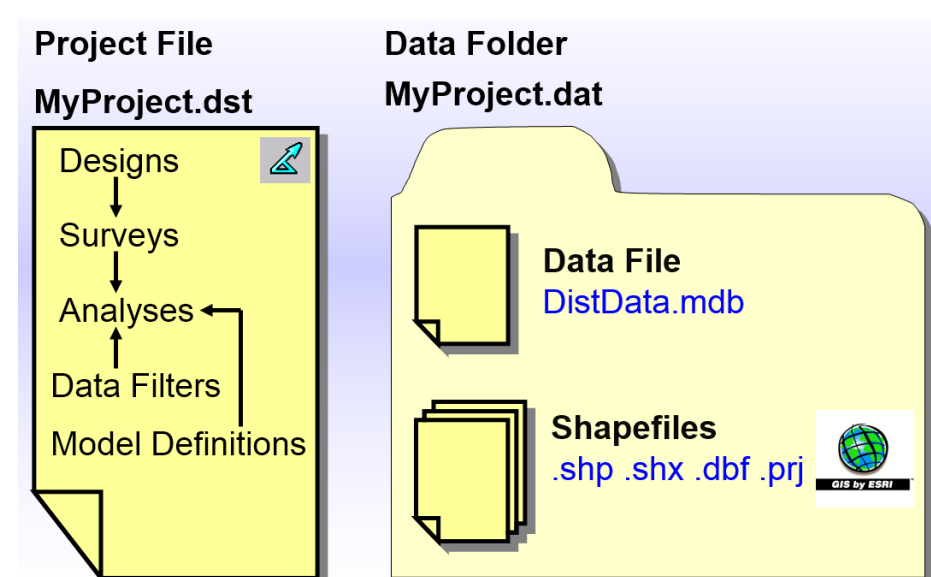 Project File
MyProject.dst
Designs
Surveys
Analyses
Data Filters
Model Definitions
Data Folder
MyProject.dat
Data File
DistData.mdb
Shapefiles
.shp .shx .dbf .prj
GIS by ESRI